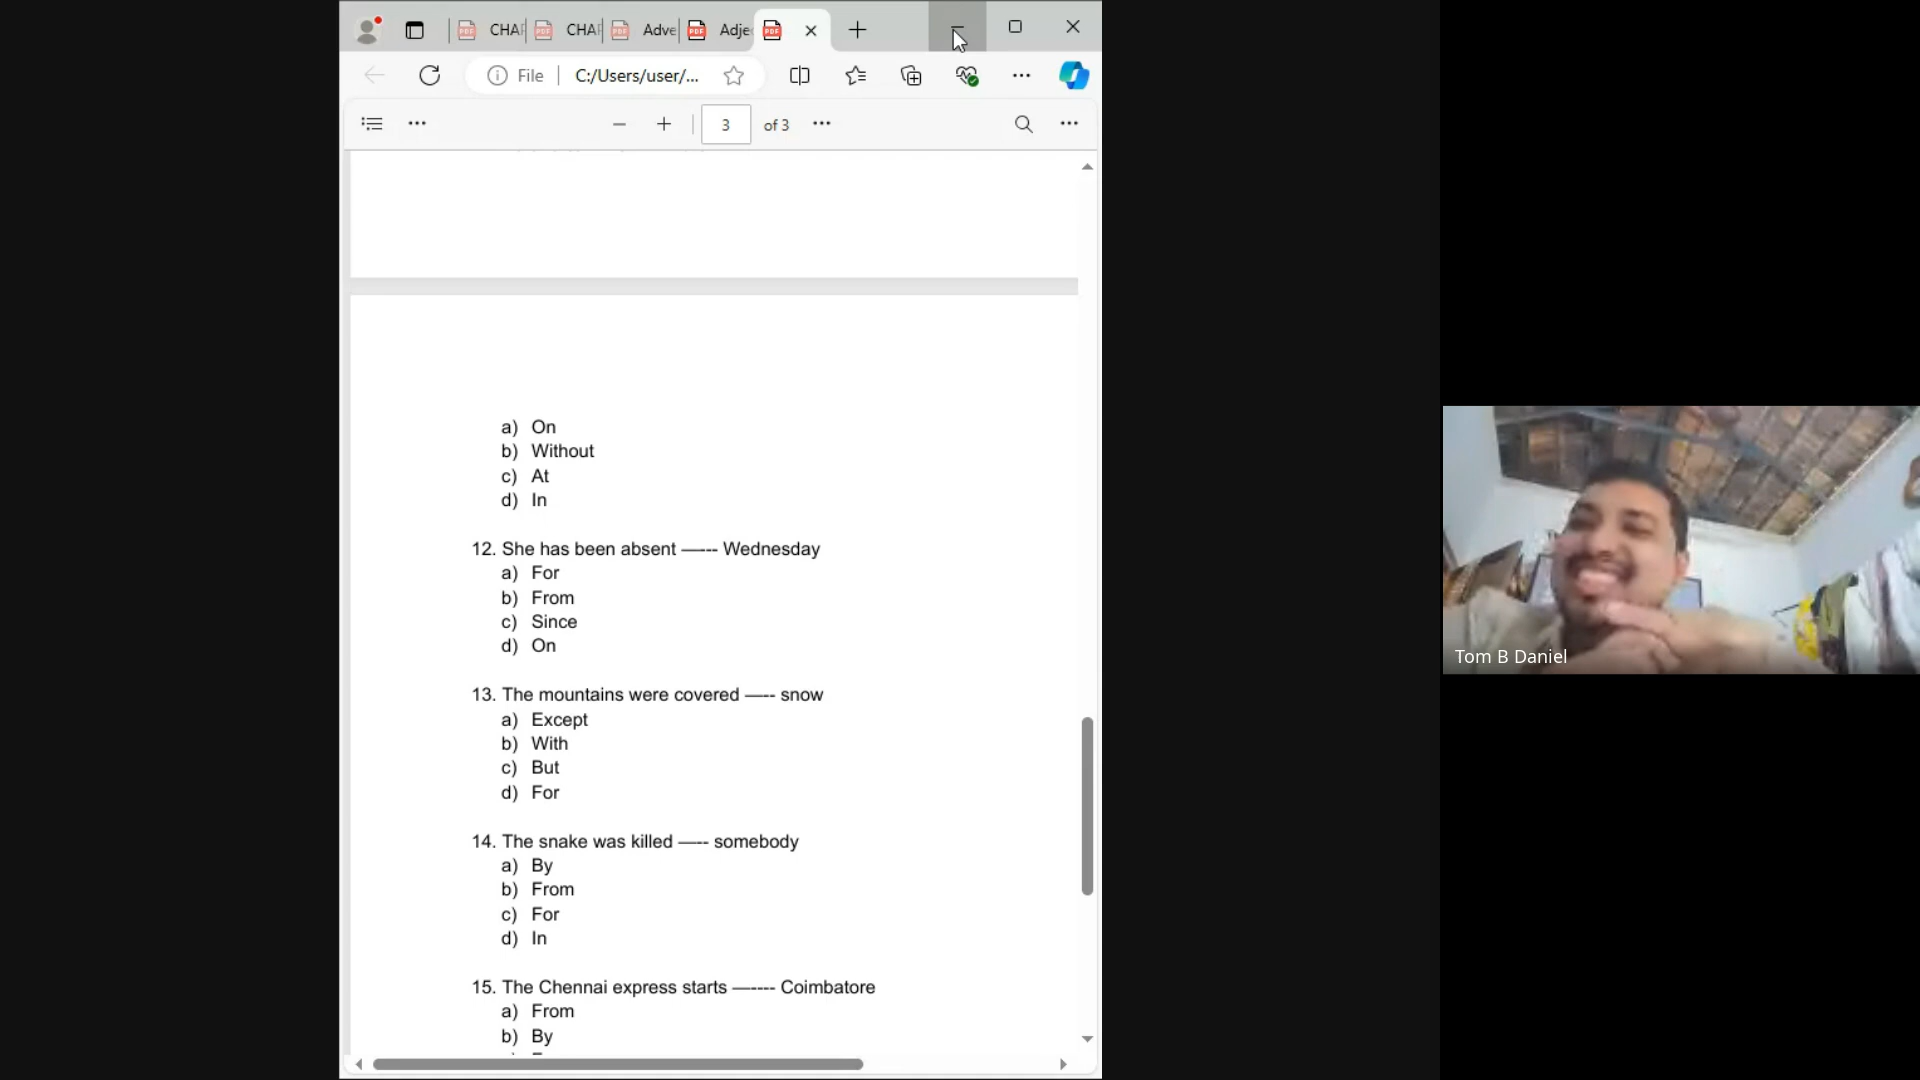 CHAI
CHAI
Adve
Adje
File
C:/Users/user/...
3
of 3
a) On
b) Without
c) At
d) In
12. She has been absent —--- Wednesday
a) For
b) From
c) Since
d) On
13. The mountains were covered —-- snow
a) Except
b) With
c) But
d) For
14. The snake was killed —-- somebody
a) By
b) From
c) For
d) In
15. The Chennai express starts —---- Coimbatore
a) From
b) By
Tom B Daniel